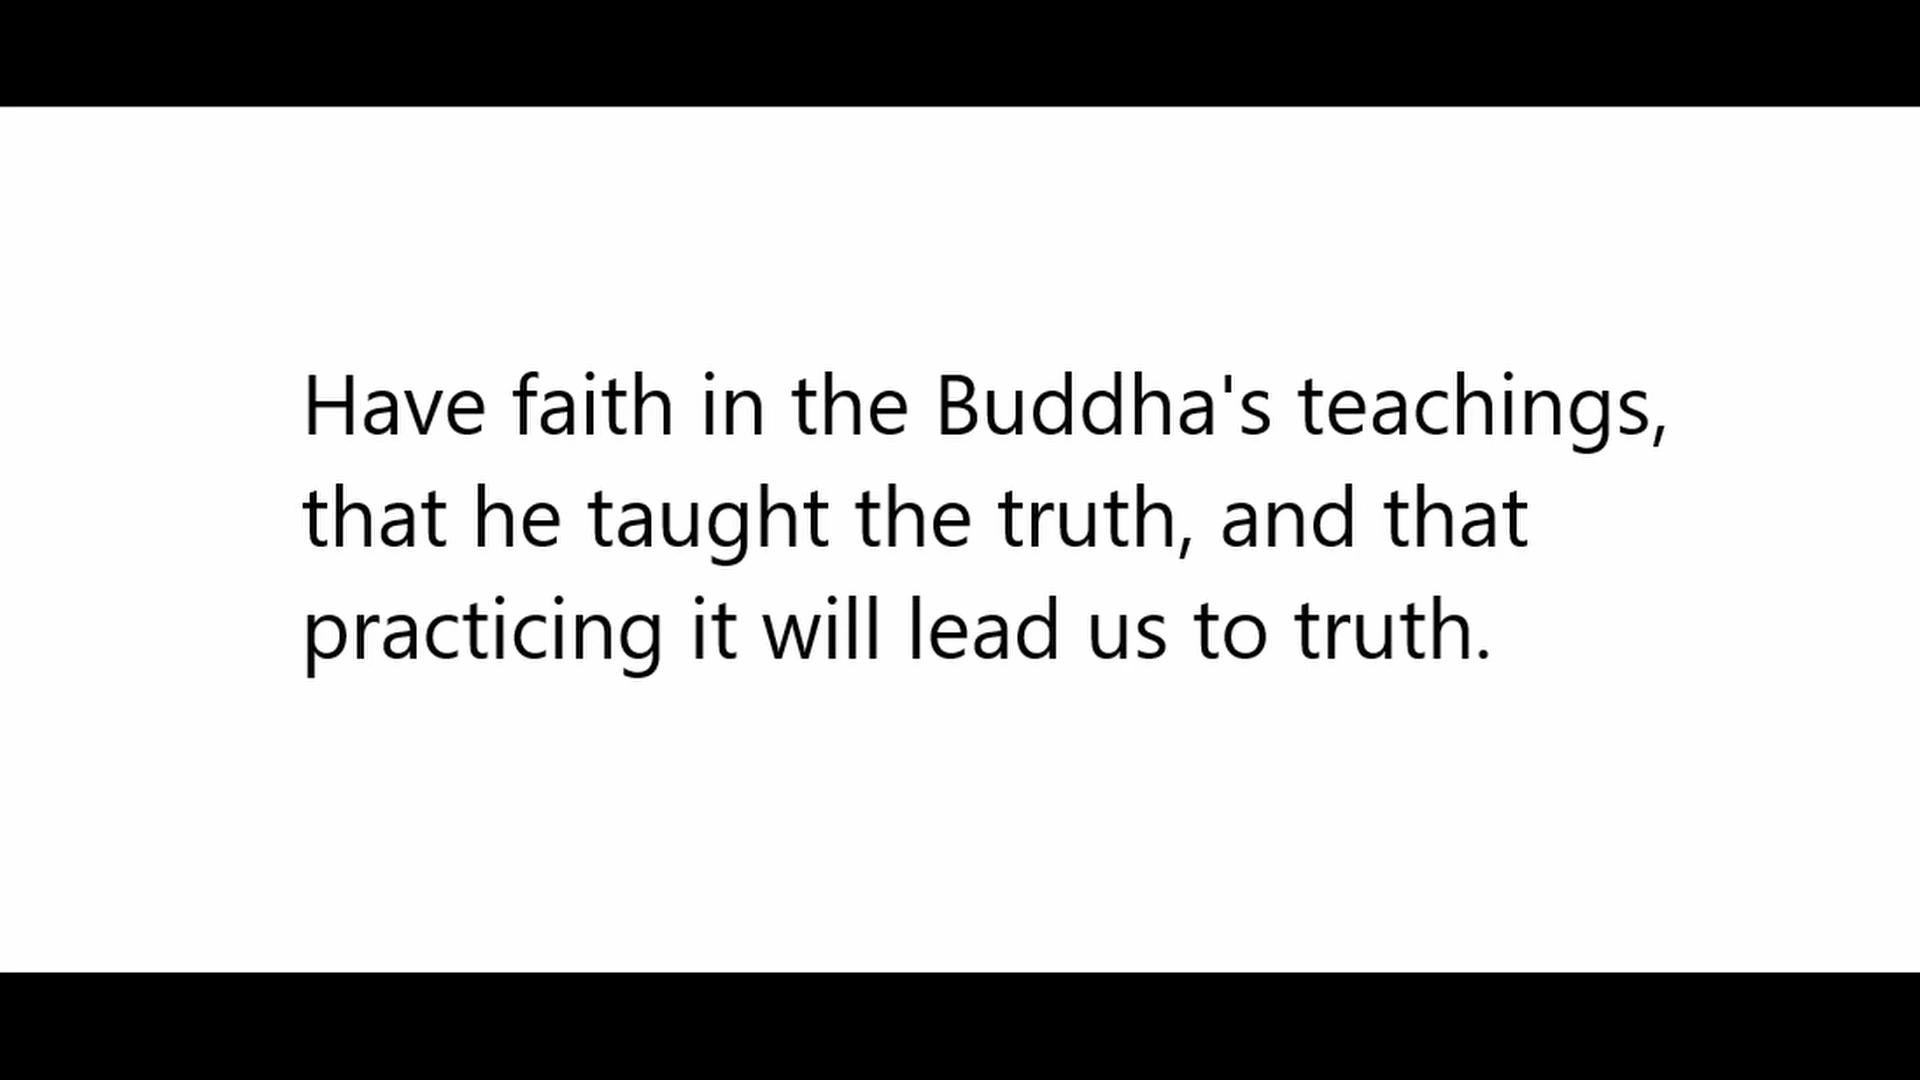 Have faith in the Buddha's teachings,
that he taught the truth, and that
practicing it will lead us to truth.